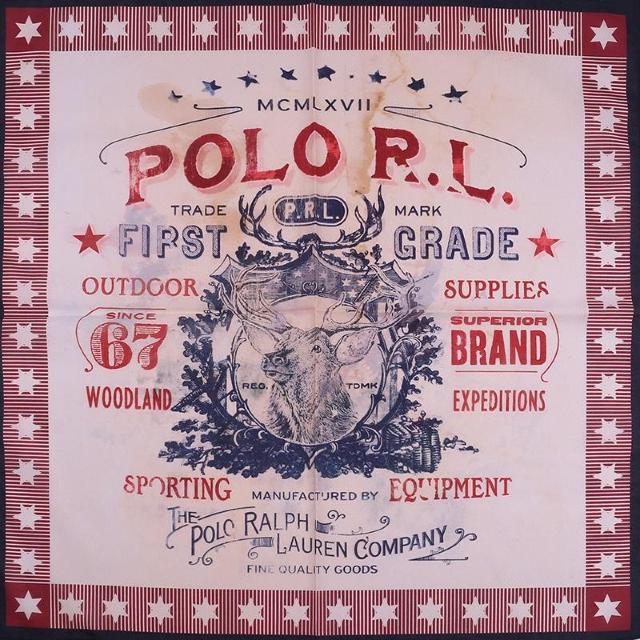 MCMLXVII
POLO R.L.
TRADE P.R.L. MARK
FIRST GRADE
OUTDOOR SUPPLIES
SINCE 67 SUPERIOR BRAND
REG. TDMK
WOODLAND EXPEDITIONS
SPORTING MANUFACTURED BY EQUIPMENT
THE POLO RALPH LAUREN COMPANY
FINE QUALITY GOODS